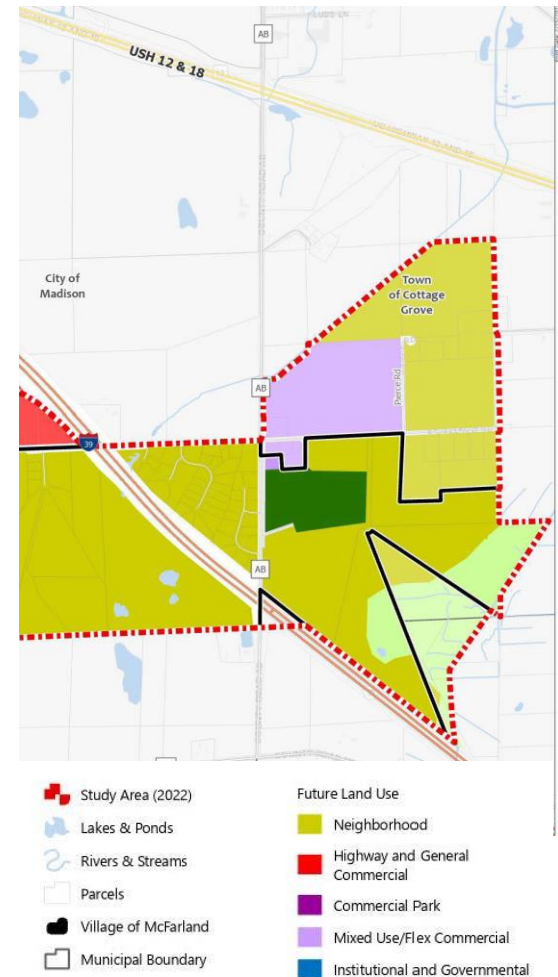 LUDS LN
AB
USH 12 & 18
City of
Madison
Town
of Cottage
Grove
AB
Pierce Rd
39
AB
Study Area (2022)
Lakes & Ponds
Rivers & Streams
Parcels
Village of McFarland
Municipal Boundary
Future Land Use
Neighborhood
Highway and General
Commercial
Commercial Park
Mixed Use/Flex Commercial
Institutional and Governmental